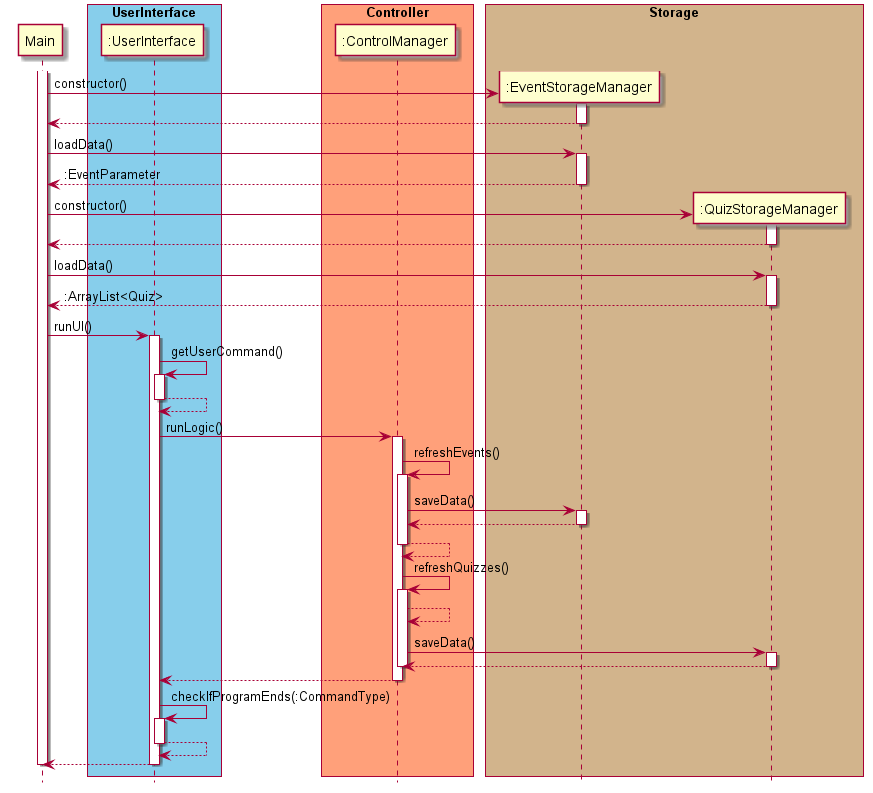 UserInterface
Controller
Storage
Main
:UserInterface
:ControlManager
constructor()
:EventStorageManager
loadData()
:EventParameter
constructor()
:QuizStorageManager
loadData()
:ArrayList<Quiz>
runUI()
getUserCommand()
runLogic()
refreshEvents()
saveData()
refreshQuizzes()
saveData()
checkIfProgramEnds(:CommandType)